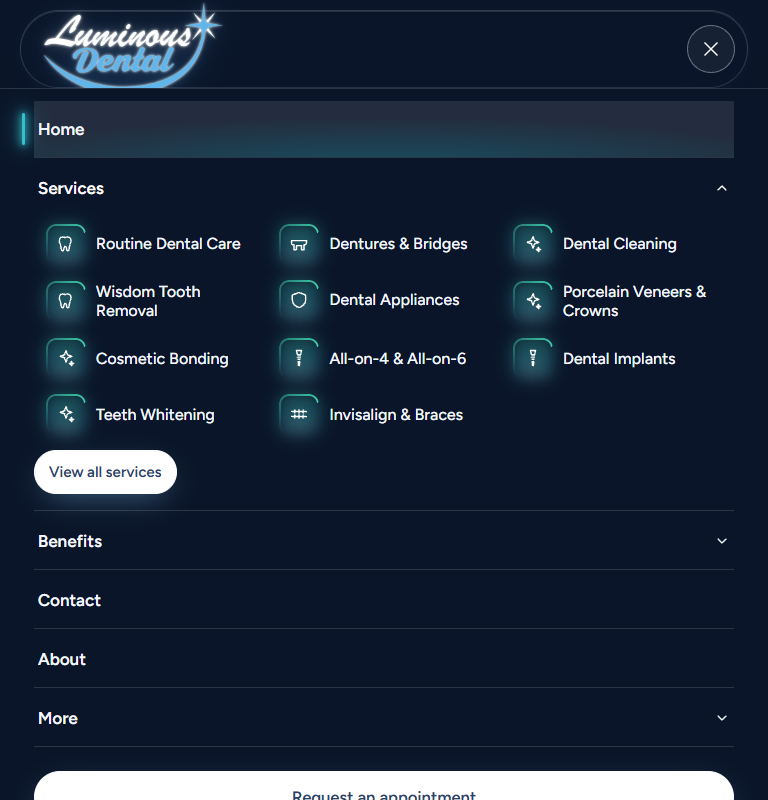 Luminous
Dental
Home
Services
Routine Dental Care
Dentures & Bridges
Dental Cleaning
Wisdom Tooth
Removal
Dental Appliances
Porcelain Veneers &
Crowns
Cosmetic Bonding
All-on-4 & All-on-6
Dental Implants
Teeth Whitening
Invisalign & Braces
View all services
Benefits
Contact
About
More
Request an appointment